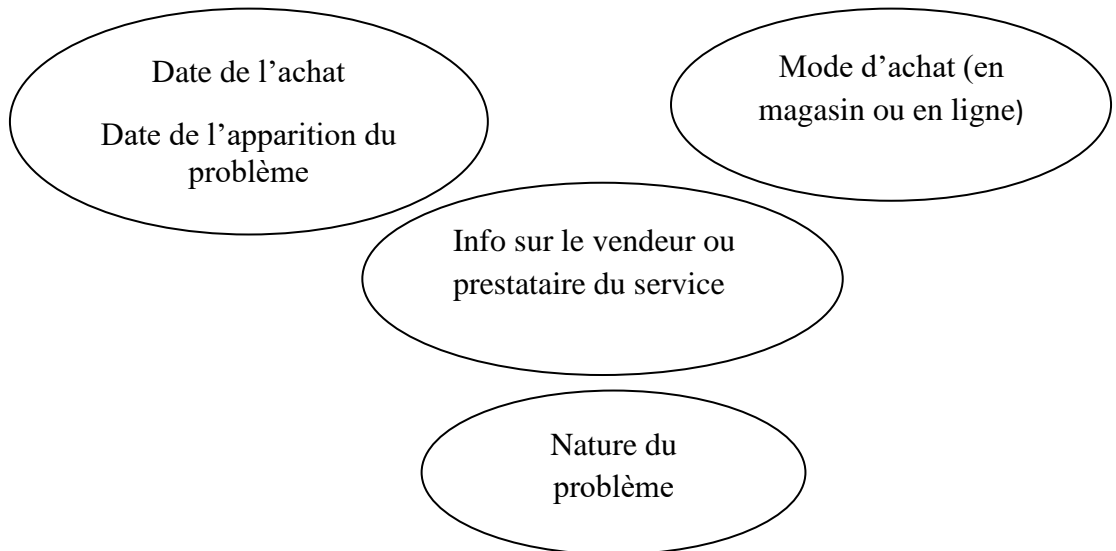 Date de l’achat
Date de l’apparition du
problème
Mode d’achat (en
magasin ou en ligne)
Info sur le vendeur ou
prestataire du service
Nature du
problème